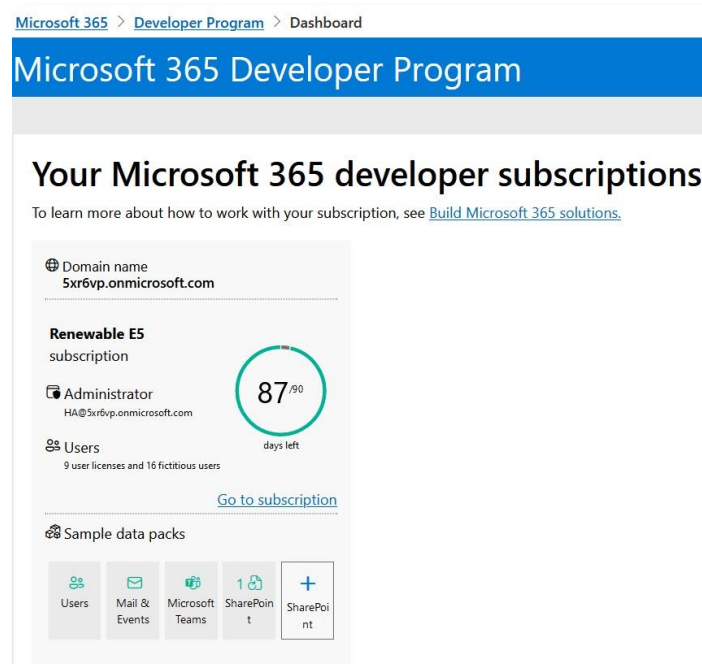 Microsoft 365 > Developer Program > Dashboard
Microsoft 365 Developer Program
Your Microsoft 365 developer subscriptions
To learn more about how to work with your subscription, see Build Microsoft 365 solutions.
Domain name
5xr6vp.onmicrosoft.com
Renewable E5
subscription
Administrator
HA@5xr6vp.onmicrosoft.com
87/90
days left
Users
9 user licenses and 16 fictitious users
Go to subscription
Sample data packs
Users
Mail &
Events
Microsoft
Teams
1
SharePoin
t
+
SharePoi
nt